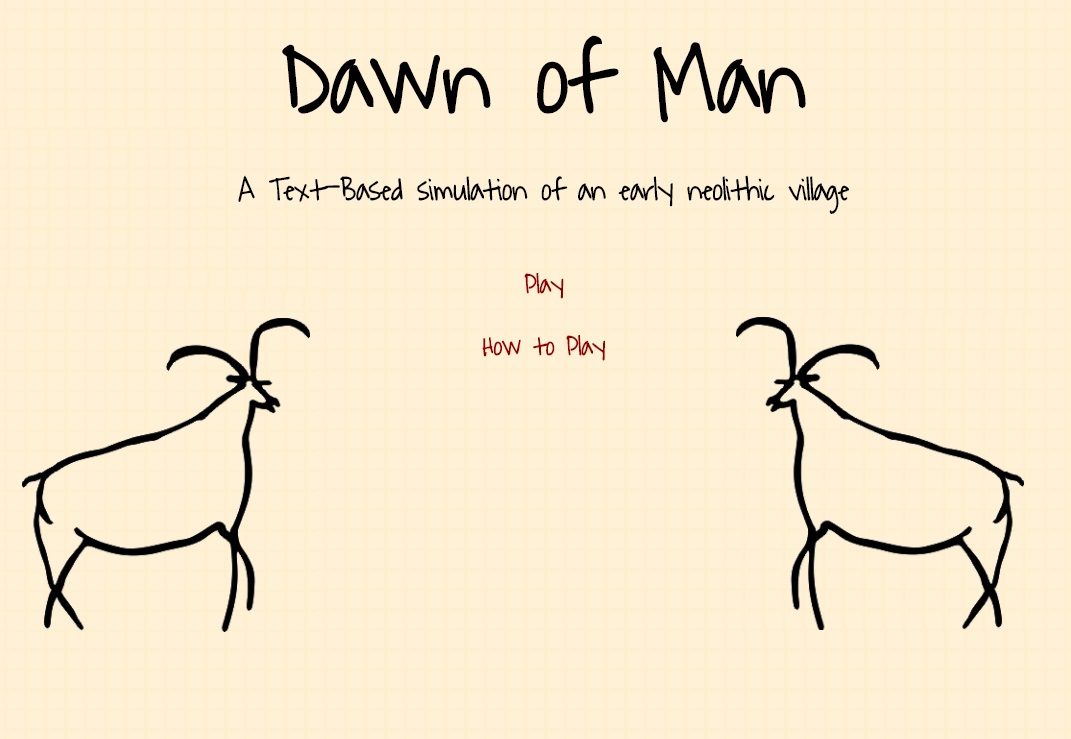 Dawn of Man
A Text-Based simulation of an early neolithic village
Play
How to Play